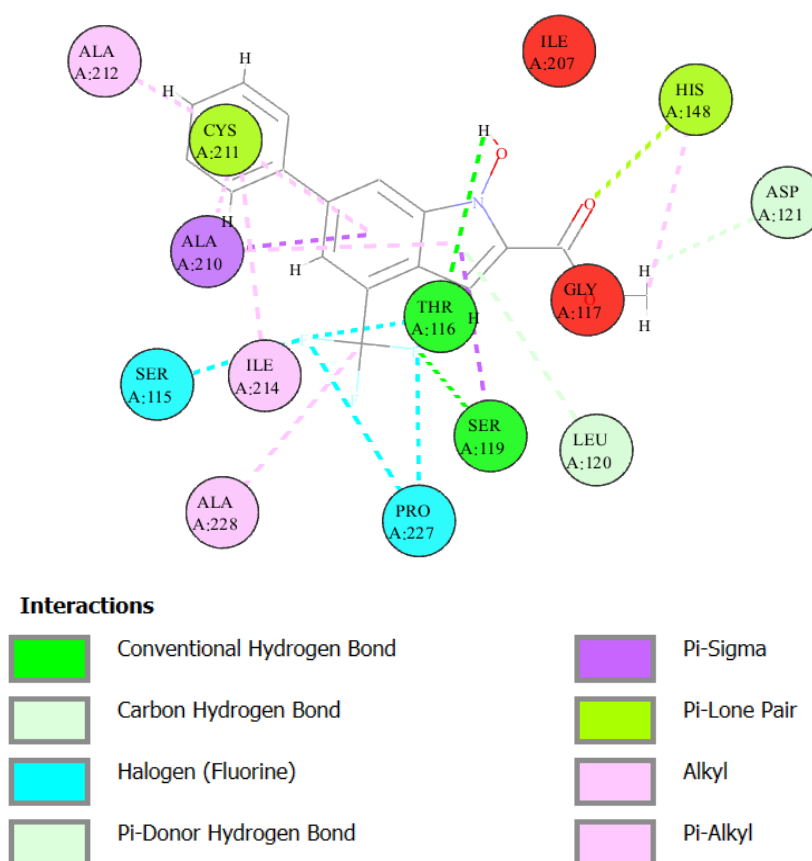 ALA
A:212
ILE
A:207
HIS
A:148
CYS
A:211
H
H
H
O
ASP
A:121
N
O
H
ALA
A:210
H
H
GLY
A:117
O
H
THR
A:116
H
F
F
SER
A:115
ILE
A:214
F
SER
A:119
LEU
A:120
ALA
A:228
PRO
A:227
Interactions
Conventional Hydrogen Bond
Pi-Sigma
Carbon Hydrogen Bond
Pi-Lone Pair
Halogen (Fluorine)
Alkyl
Pi-Donor Hydrogen Bond
Pi-Alkyl